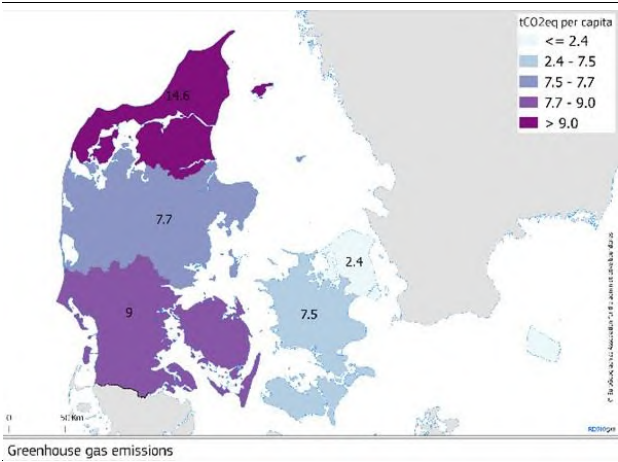 tCO2eq per capita
<= 2.4
2.4 - 7.5
7.5 - 7.7
7.7 - 9.0
> 9.0
14.6
7.7
2.4
9
7.5
0
50 Km
Greenhouse gas emissions